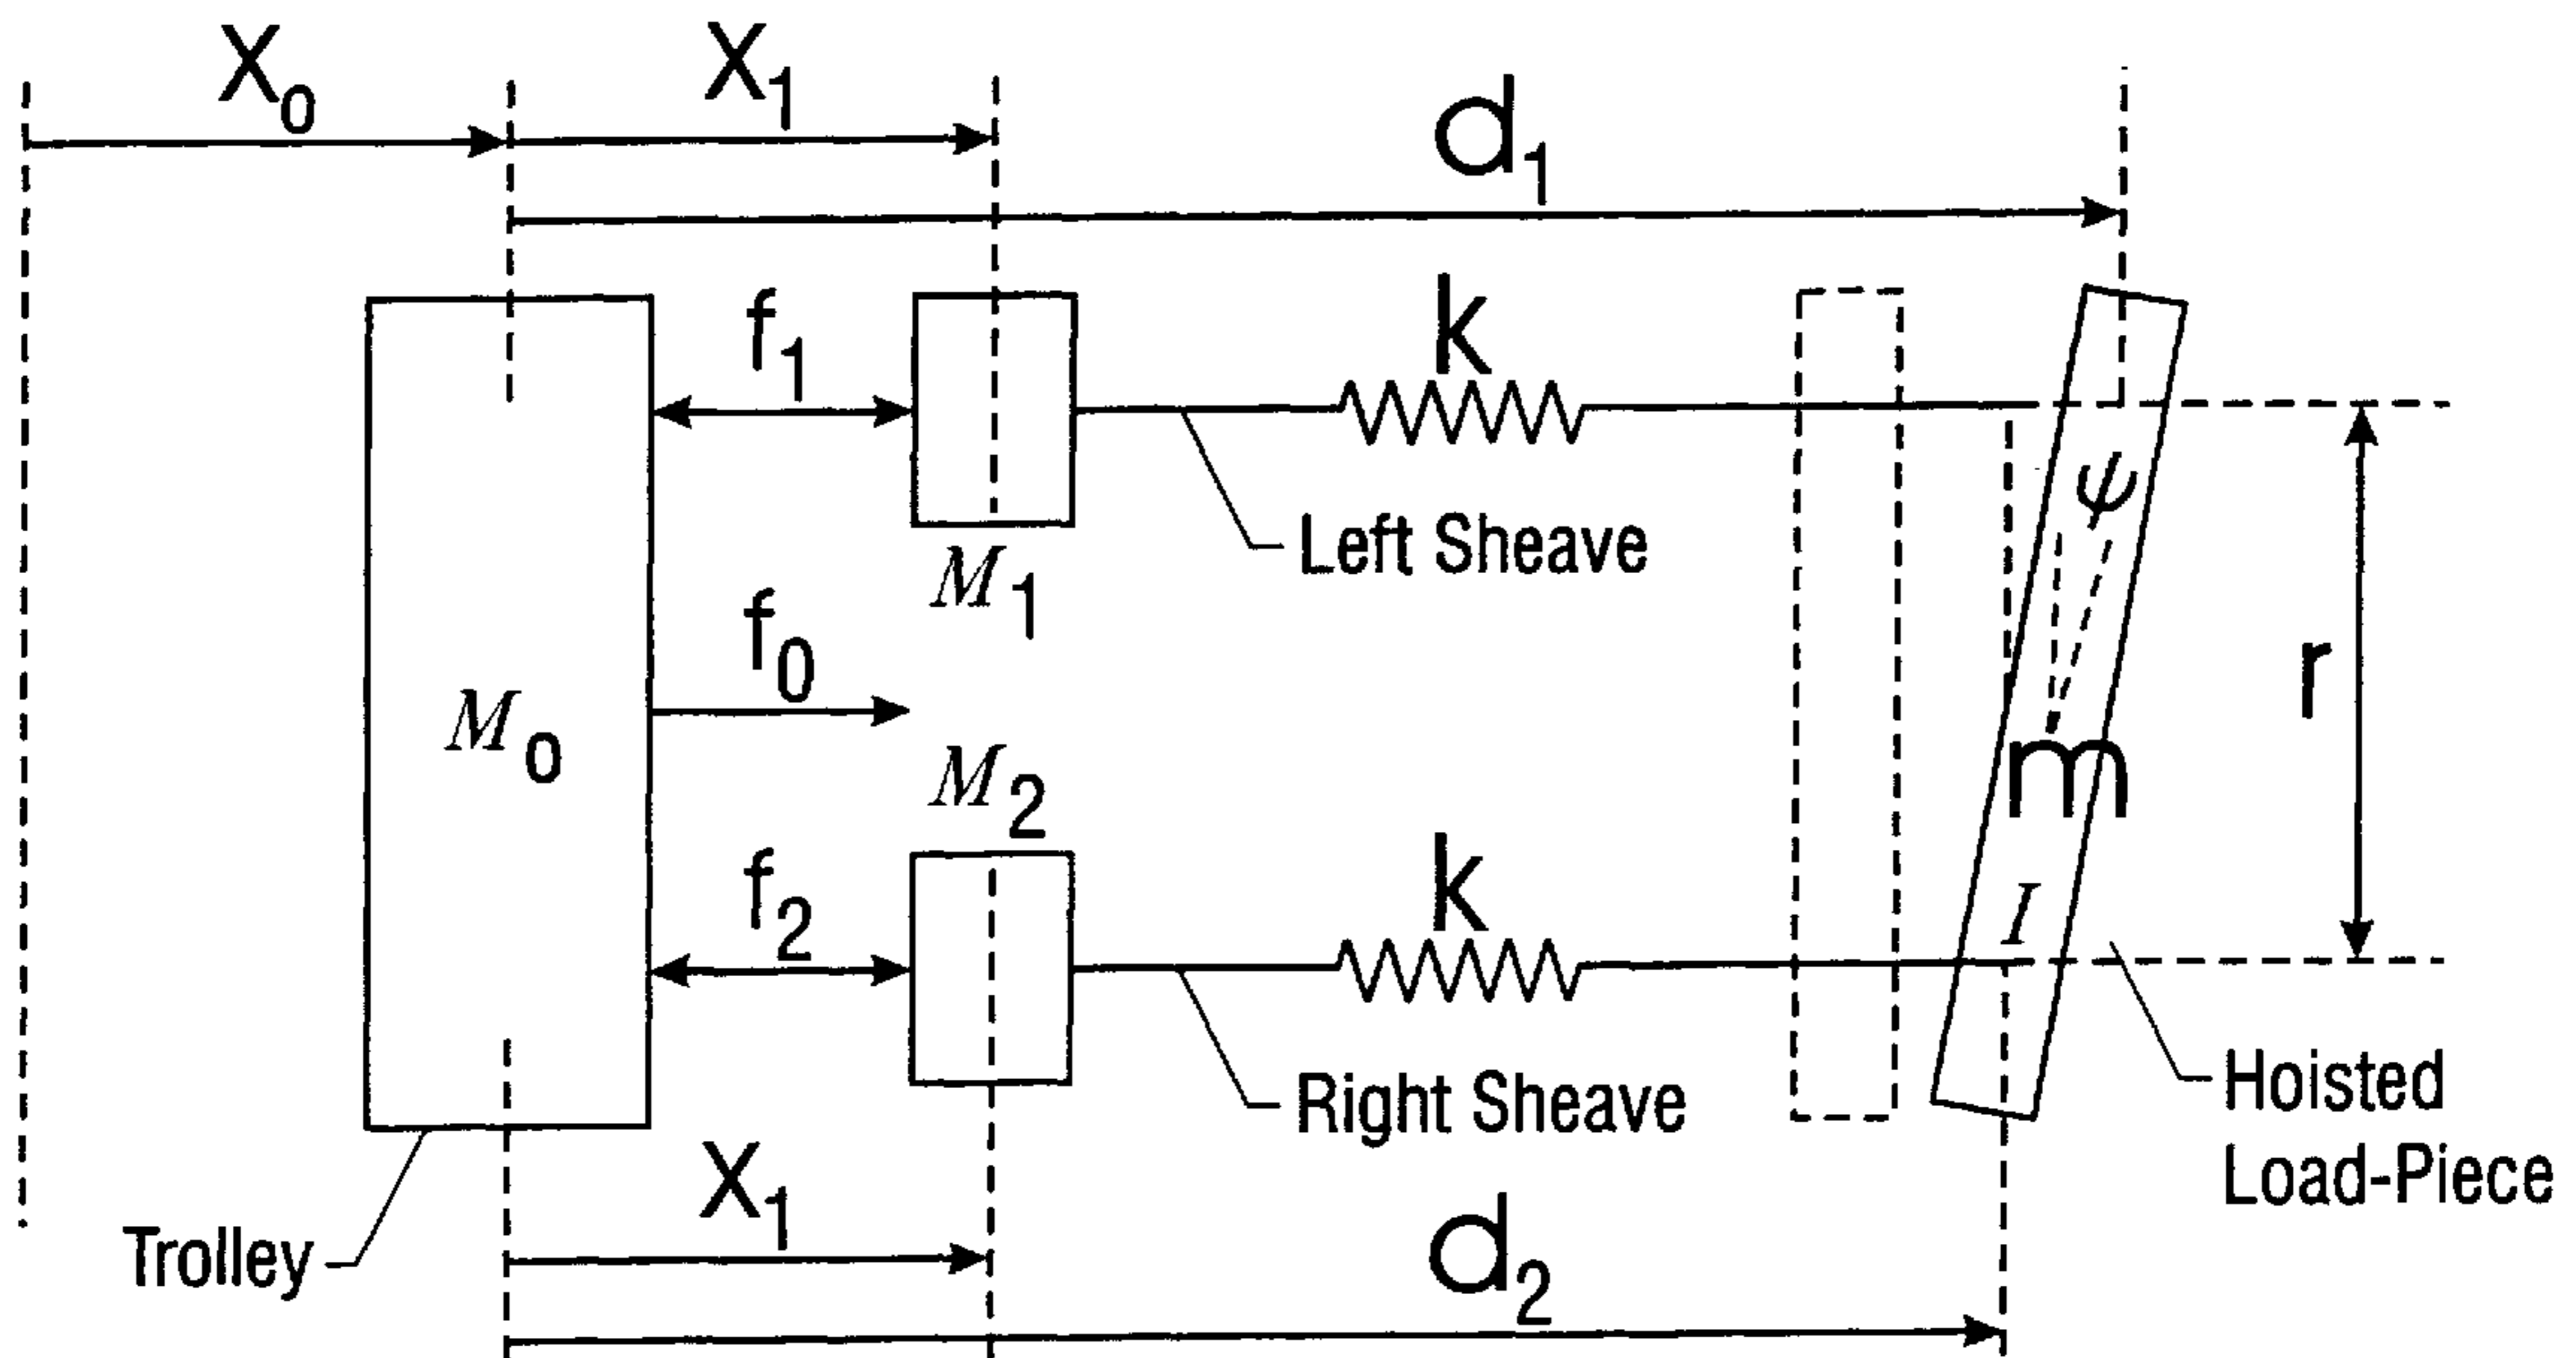 X0
X1
d1
f1
k
ψ
Left Sheave
M1
f0
M0
r
m
M2
f2
k
I
Hoisted
Load-Piece
Right Sheave
X1
d2
Trolley